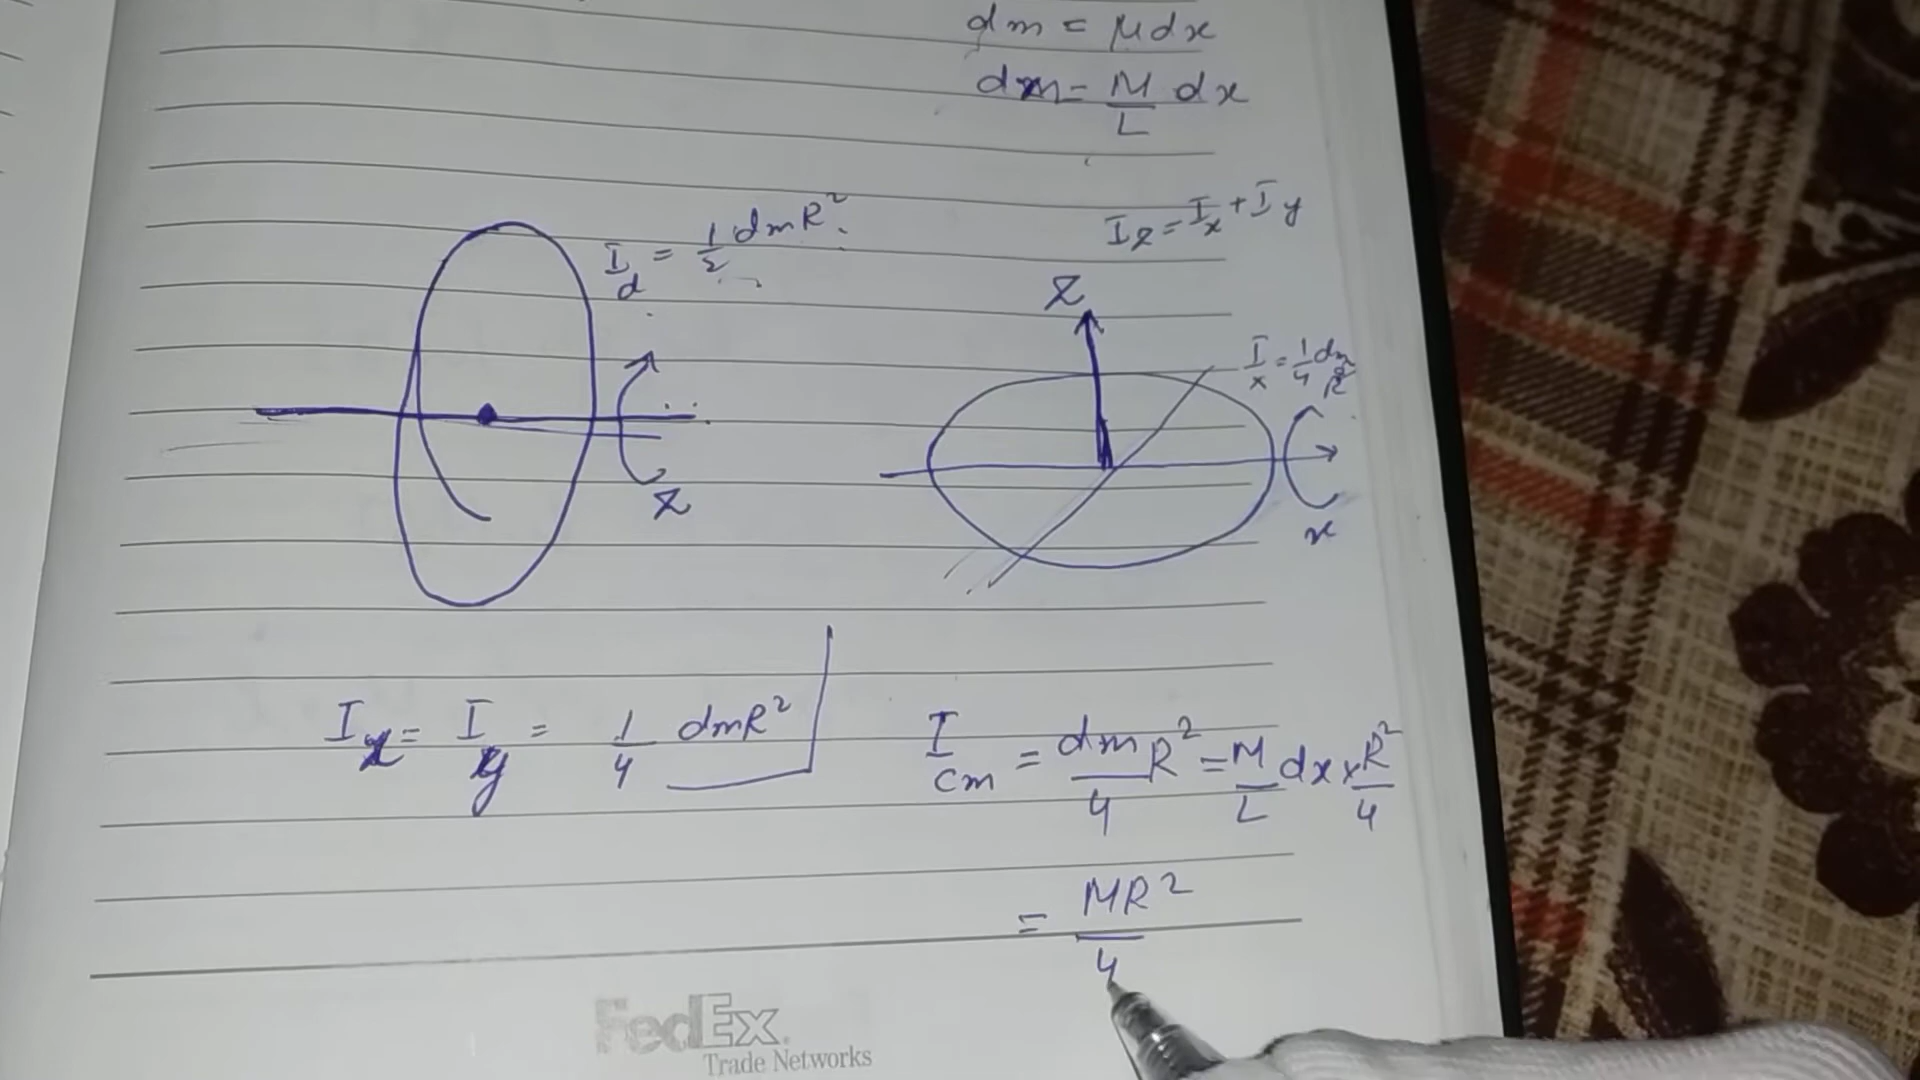 dm = μdx
dm = M/L dx
I_d = 1/2 dmR².
I_z = I_x + I_y
Z
I_x = 1/4 dm R²
Z
x
I_x = I_y = 1/4 dmR²
I_cm = dm/4 R² = M/L dx × R²/4
= MR²/4
FedEx.
Trade Networks